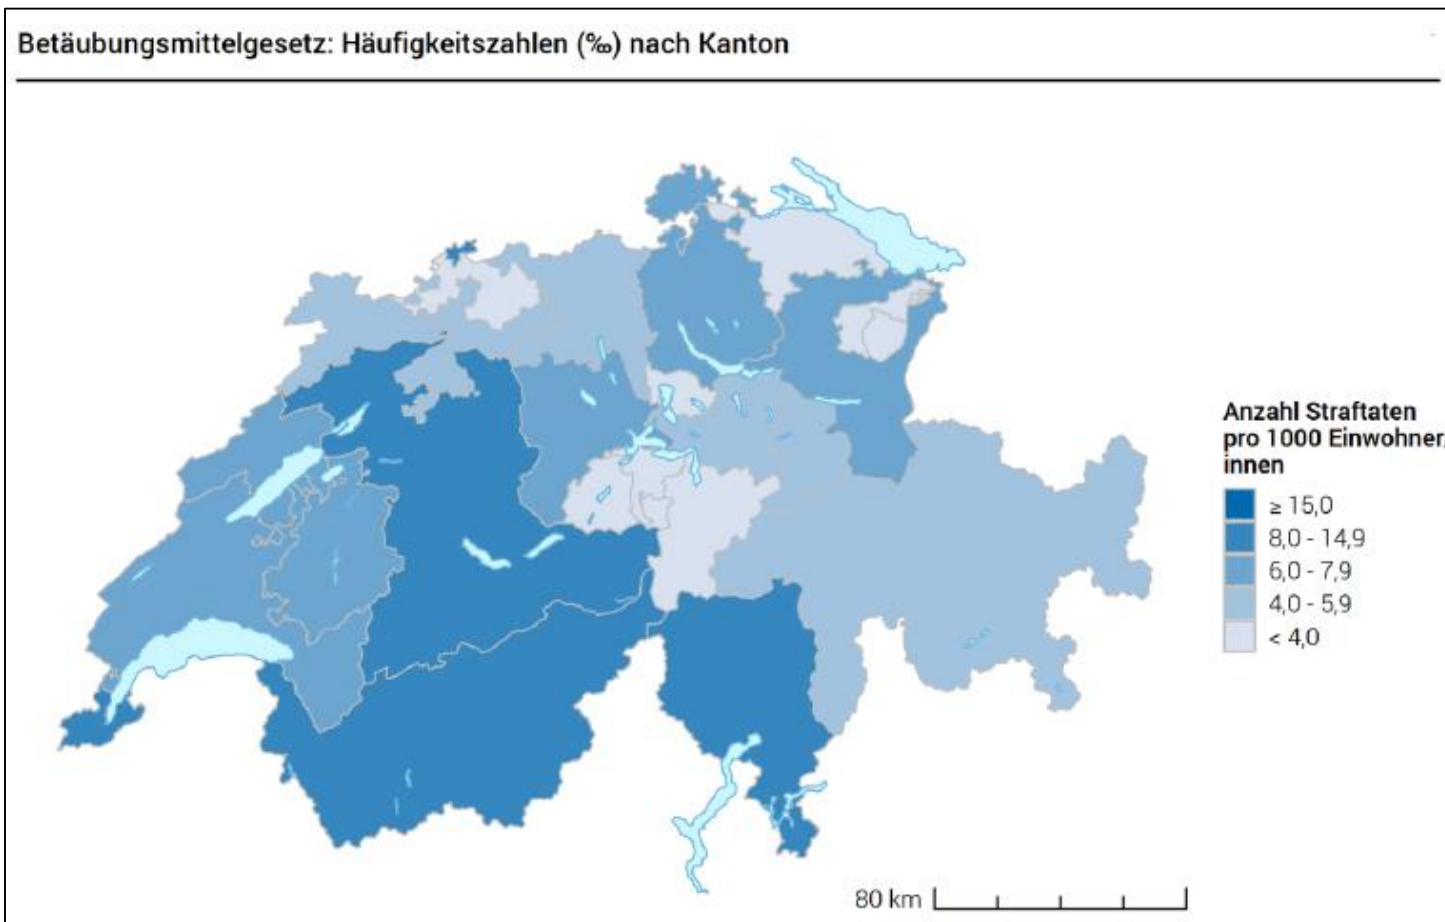 Betäubungsmittelgesetz: Häufigkeitszahlen (‰) nach Kanton
Anzahl Straftaten
pro 1000 Einwohner/
innen
≥ 15,0
8,0 - 14,9
6,0 - 7,9
4,0 - 5,9
< 4,0
80 km